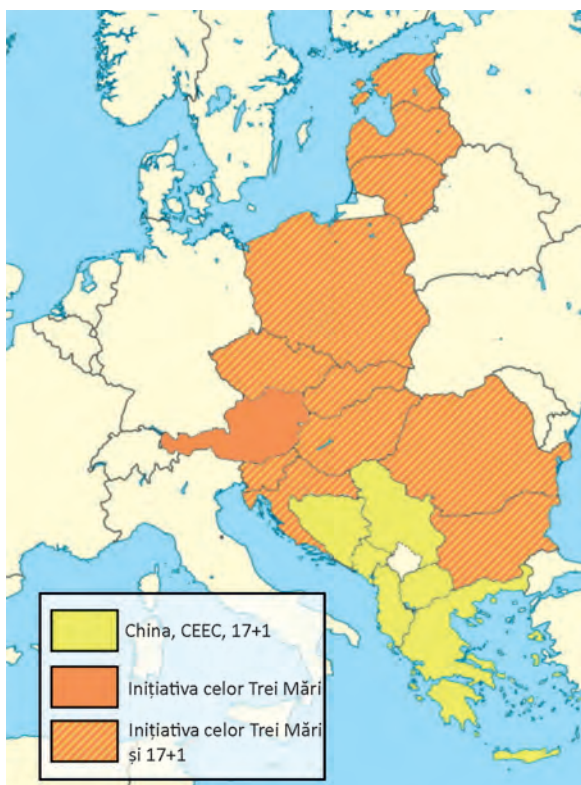 China, CEEC, 17+1
Inițiativa celor Trei Mări
Inițiativa celor Trei Mări
și 17+1